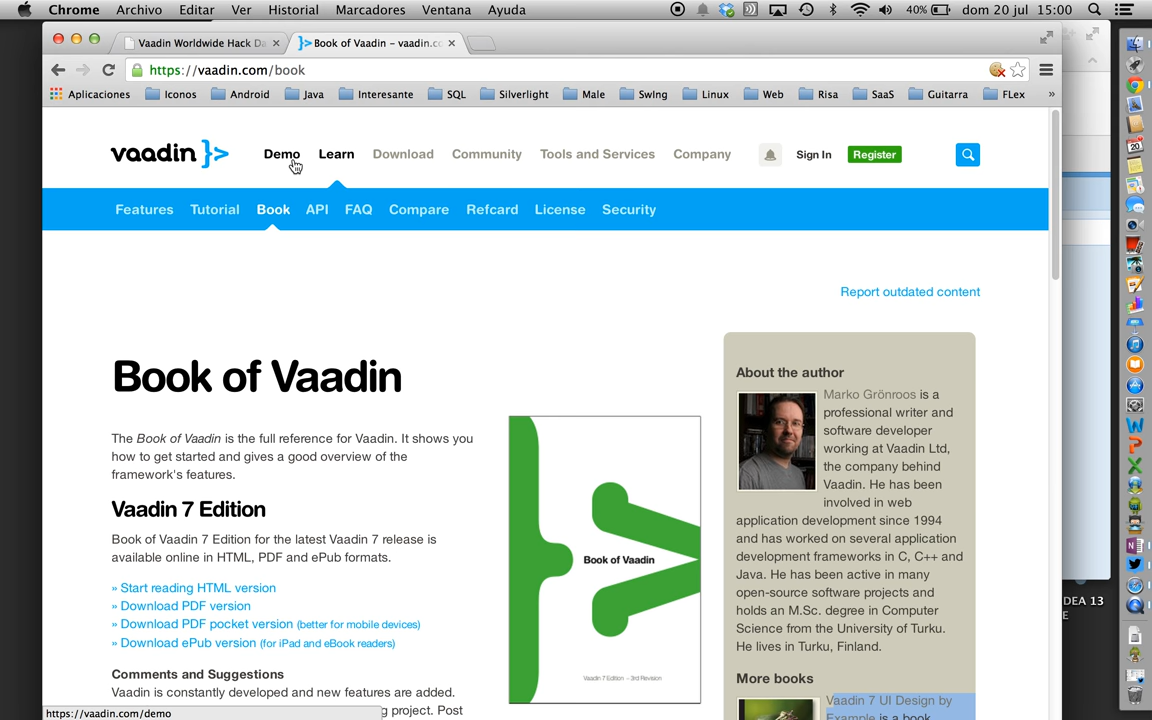 Chrome Archivo Editar Ver Historial Marcadores Ventana Ayuda 40% dom 20 jul 15:00
Vaadin Worldwide Hack Da Book of Vaadin – vaadin.co
https://vaadin.com/book
Aplicaciones Iconos Android Java Interesante SQL Silverlight Male SwIng Linux Web Risa SaaS Guitarra FLex »
vaadin }> Demo Learn Download Community Tools and Services Company Sign In Register
Features Tutorial Book API FAQ Compare Refcard License Security
Report outdated content
Book of Vaadin
The Book of Vaadin is the full reference for Vaadin. It shows you
how to get started and gives a good overview of the
framework's features.
Vaadin 7 Edition
Book of Vaadin 7 Edition for the latest Vaadin 7 release is
available online in HTML, PDF and ePub formats.
» Start reading HTML version
» Download PDF version
» Download PDF pocket version (better for mobile devices)
» Download ePub version (for iPad and eBook readers)
Comments and Suggestions
Vaadin is constantly developed and new features are added.
g project. Post
https://vaadin.com/demo
Book of Vaadin
Vaadin 7 Edition – 3rd Revision
About the author
Marko Grönroos is a
professional writer and
software developer
working at Vaadin Ltd,
the company behind
Vaadin. He has been
involved in web
application development since 1994
and has worked on several application
development frameworks in C, C++ and
Java. He has been active in many
open-source software projects and
holds an M.Sc. degree in Computer
Science from the University of Turku.
He lives in Turku, Finland.
More books
Vaadin 7 UI Design by
Example is a book
DEA 13
E
20